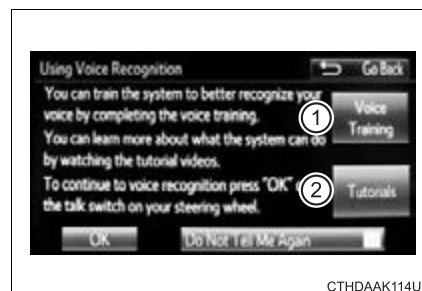 Using Voice Recognition
Go Back
You can train the system to better recognize your
voice by completing the voice training.
1
Voice
Training
You can learn more about what the system can do
by watching the tutorial videos.
To continue to voice recognition press "OK"
2
Tutorials
the talk switch on your steering wheel.
OK
Do Not Tell Me Again
CTHDAAK114U